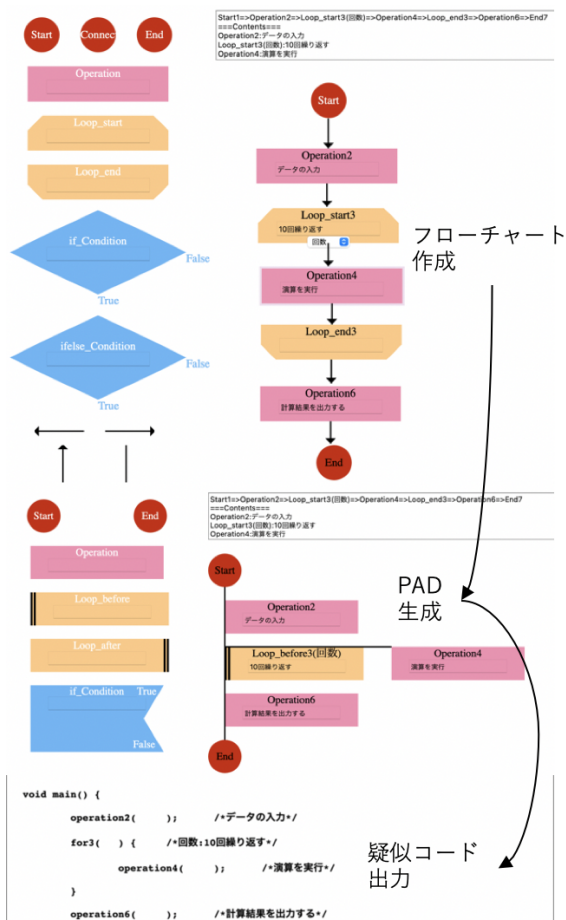 Start
Connec
End
Operation
Loop_start
Loop_end
if_Condition
False
True
ifelse_Condition
False
True
Start1=>Operation2=>Loop_start3(回数)=>Operation4=>Loop_end3=>Operation6=>End7
===Contents===
Operation2:データの入力
Loop_start3(回数):10回繰り返す
Operation4:演算を実行
Start
Operation2
データの入力
Loop_start3
10回繰り返す
回数
Operation4
演算を実行
Loop_end3
Operation6
計算結果を出力する
End
フローチャート
作成
Start
End
Operation
Loop_before
Loop_after
if_Condition True
False
Start1=>Operation2=>Loop_start3(回数)=>Operation4=>Loop_end3=>Operation6=>End7
===Contents===
Operation2:データの入力
Loop_start3(回数):10回繰り返す
Operation4:演算を実行
Start
Operation2
データの入力
Loop_before3(回数)
10回繰り返す
Operation4
演算を実行
Operation6
計算結果を出力する
End
PAD
生成
void main() {
operation2( ); /*データの入力*/
for3( ) { /*回数:10回繰り返す*/
operation4( ); /*演算を実行*/
}
operation6( ); /*計算結果を出力する*/
疑似コード
出力